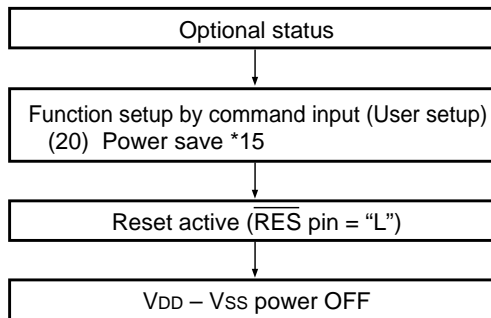 Optional status
Function setup by command input (User setup)
(20) Power save *15
Reset active (RES pin = “L”)
VDD – VSS power OFF